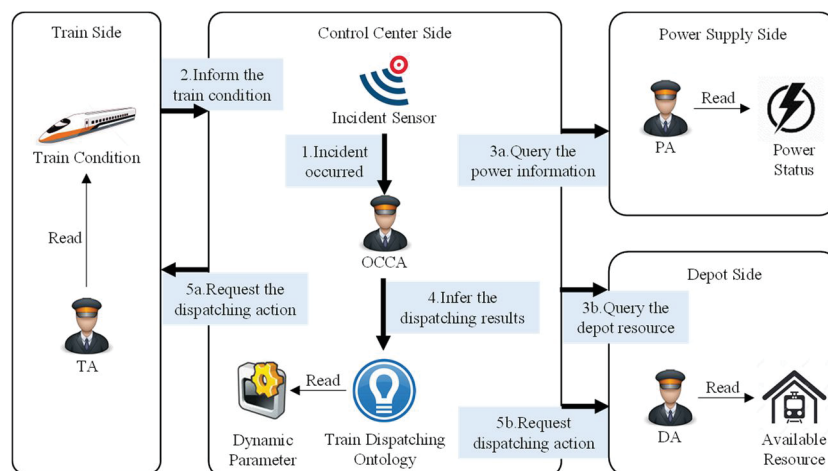 Train Side
2.Inform the
train condition
Train Condition
Read
TA
5a.Request the
dispatching action
Control Center Side
Incident Sensor
1.Incident
occurred
OCCA
4.Infer the
dispatching results
Read
Dynamic
Parameter
Train Dispatching
Ontology
3a.Query the
power information
Power Supply Side
PA
Read
Power
Status
3b.Query the
depot resource
5b.Request
dispatching action
Depot Side
DA
Read
Available
Resource